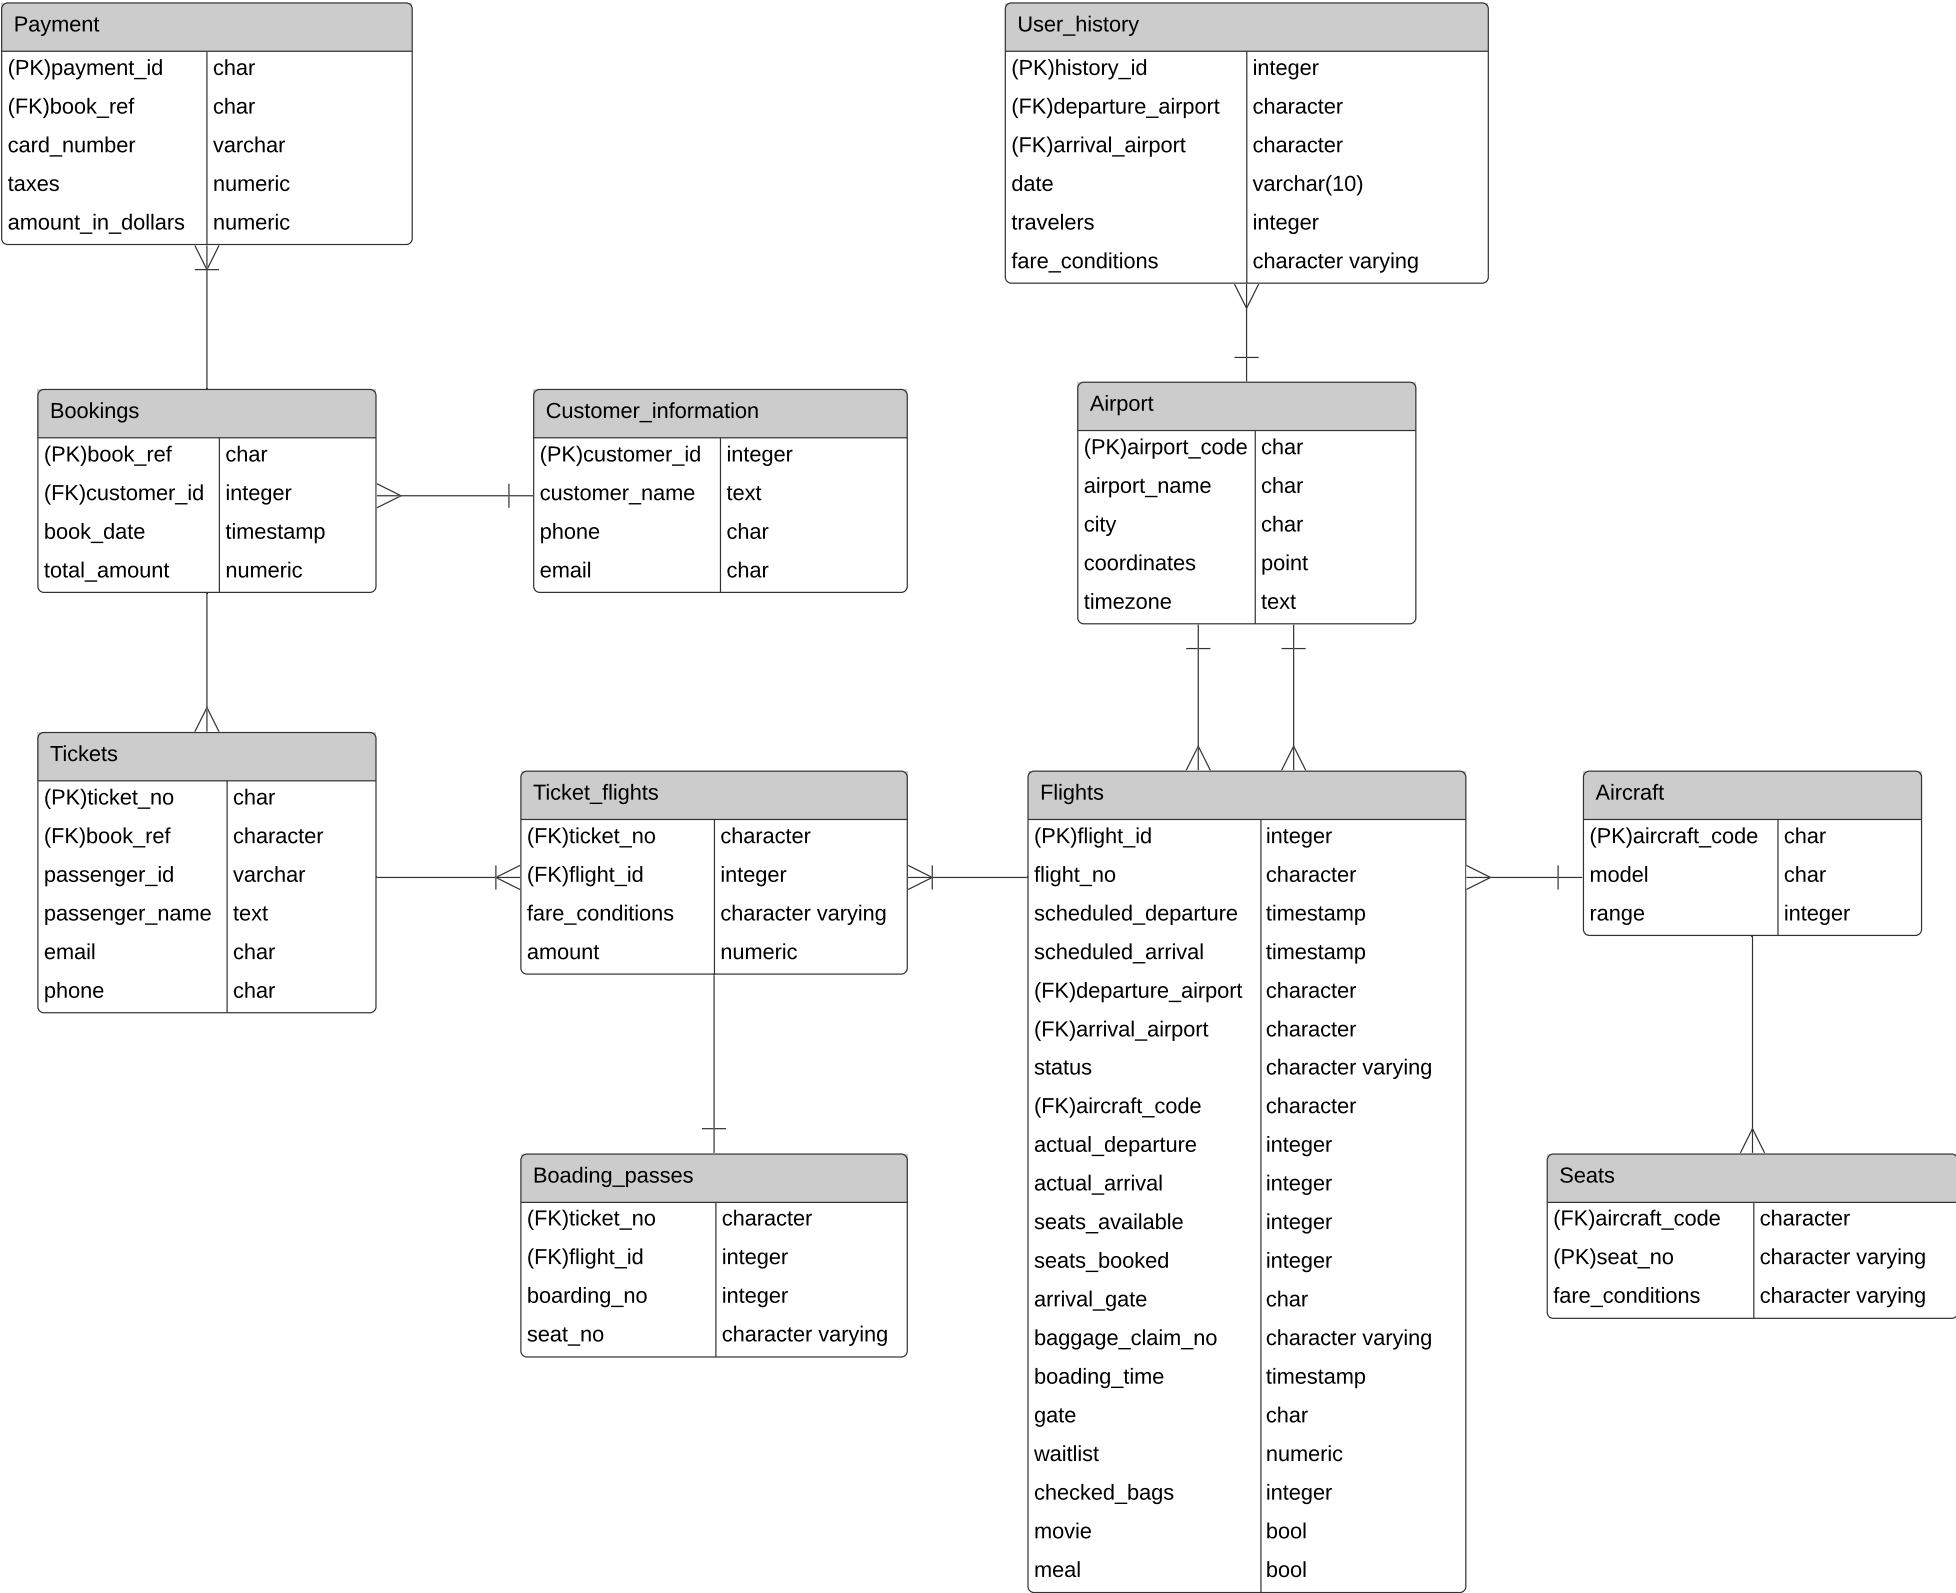 Payment
(PK)payment_id char
(FK)book_ref char
card_number varchar
taxes numeric
amount_in_dollars numeric
User_history
(PK)history_id integer
(FK)departure_airport character
(FK)arrival_airport character
date varchar(10)
travelers integer
fare_conditions character varying
Bookings
(PK)book_ref char
(FK)customer_id integer
book_date timestamp
total_amount numeric
Customer_information
(PK)customer_id integer
customer_name text
phone char
email char
Airport
(PK)airport_code char
airport_name char
city char
coordinates point
timezone text
Tickets
(PK)ticket_no char
(FK)book_ref character
passenger_id varchar
passenger_name text
email char
phone char
Ticket_flights
(FK)ticket_no character
(FK)flight_id integer
fare_conditions character varying
amount numeric
Flights
(PK)flight_id integer
flight_no character
scheduled_departure timestamp
scheduled_arrival timestamp
(FK)departure_airport character
(FK)arrival_airport character
status character varying
(FK)aircraft_code character
actual_departure integer
actual_arrival integer
seats_available integer
seats_booked integer
arrival_gate char
baggage_claim_no character varying
boading_time timestamp
gate char
waitlist numeric
checked_bags integer
movie bool
meal bool
Aircraft
(PK)aircraft_code char
model char
range integer
Boading_passes
(FK)ticket_no character
(FK)flight_id integer
boarding_no integer
seat_no character varying
Seats
(FK)aircraft_code character
(PK)seat_no character varying
fare_conditions character varying